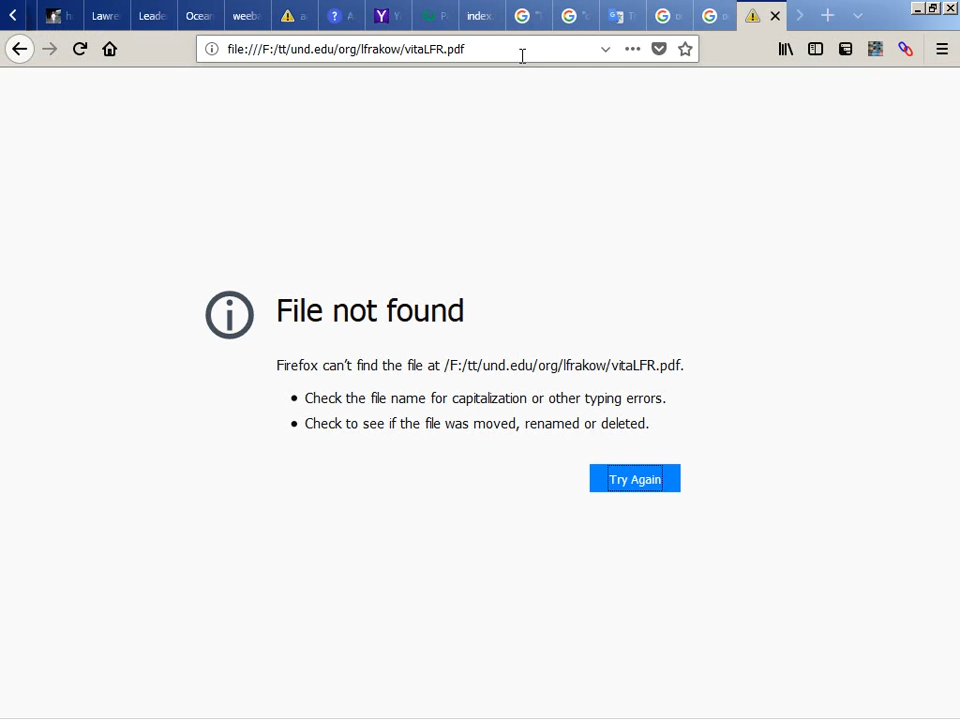 Lawre
Leade
Ocean
weeba
index.
file:///F:/tt/und.edu/org/lfrakow/vitaLFR.pdf
File not found
Firefox can’t find the file at /F:/tt/und.edu/org/lfrakow/vitaLFR.pdf.
• Check the file name for capitalization or other typing errors.
• Check to see if the file was moved, renamed or deleted.
Try Again